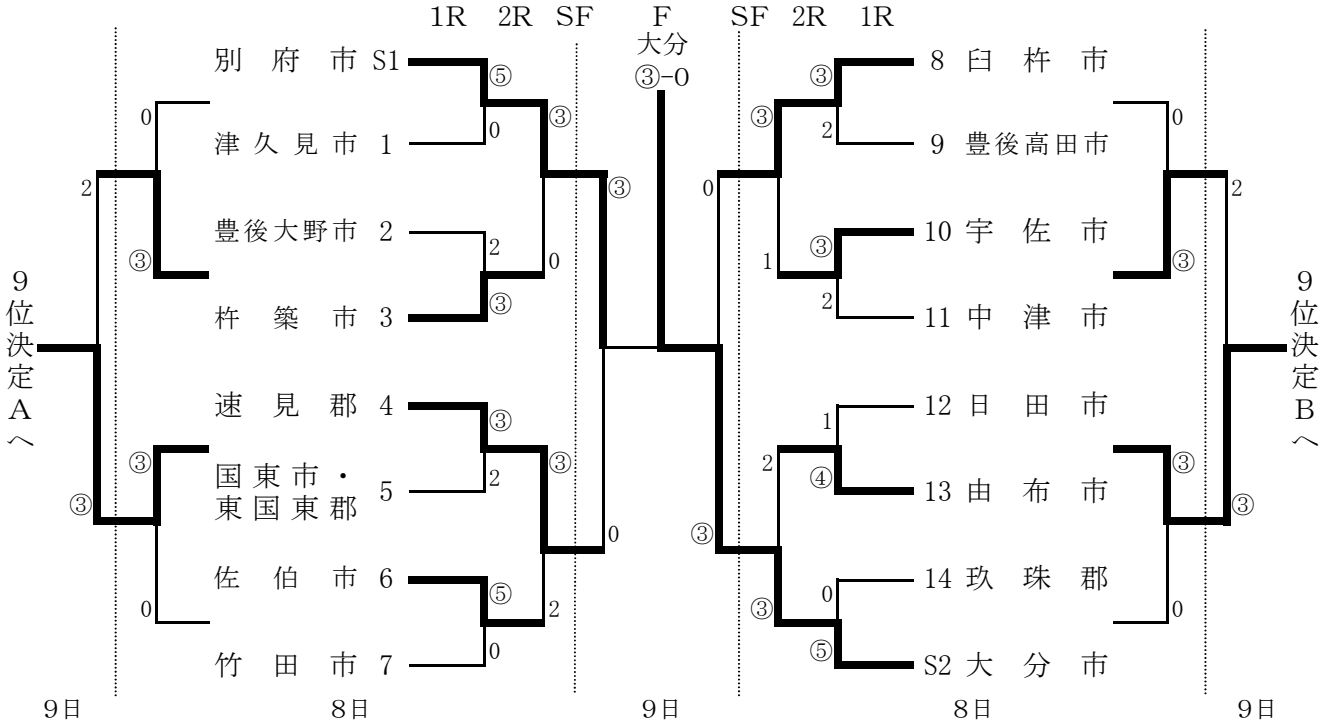 1R 2R SF F SF 2R 1R
大分
③-0
別府市 S1
津久見市 1
豊後大野市 2
杵築市 3
速見郡 4
国東市・
東国東郡 5
佐伯市 6
竹田市 7
8 臼杵市
9 豊後高田市
10 宇佐市
11 中津市
12 日田市
13 由布市
14 玖珠郡
S2 大分市
0
③
2
③
③
0
⑤
0
2
③
③
2
⑤
0
③
0
③
2
③
0
0
③
③
1
2
③
③
2
③
2
1
④
0
⑤
0
③
2
③
③
0
9位決定Aへ
9位決定Bへ
9日 8日 9日 8日 9日